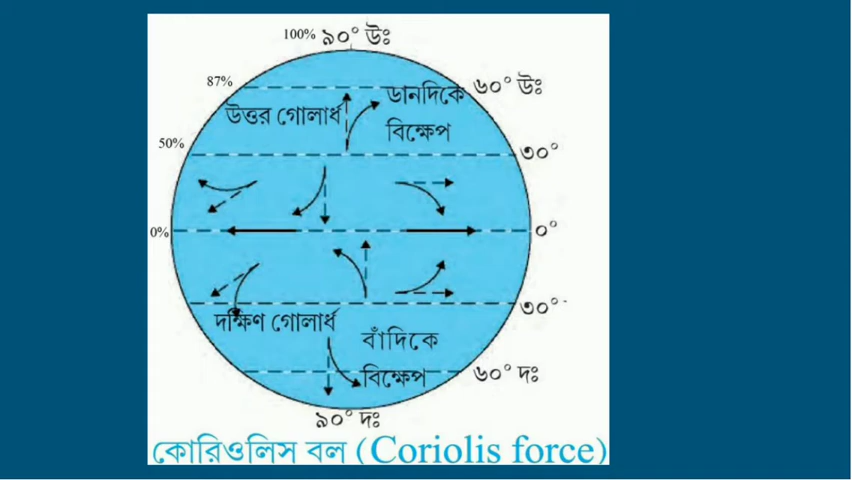 100% ৯০° উঃ
87% ৬০° উঃ
উত্তর গোলার্ধ ডানদিকে
বিক্ষেপ
50% ৩০°
0% ০°
৩০°
দক্ষিণ গোলার্ধ বাঁদিকে
বিক্ষেপ ৬০° দঃ
৯০° দঃ
কোরিওলিস বল (Coriolis force)